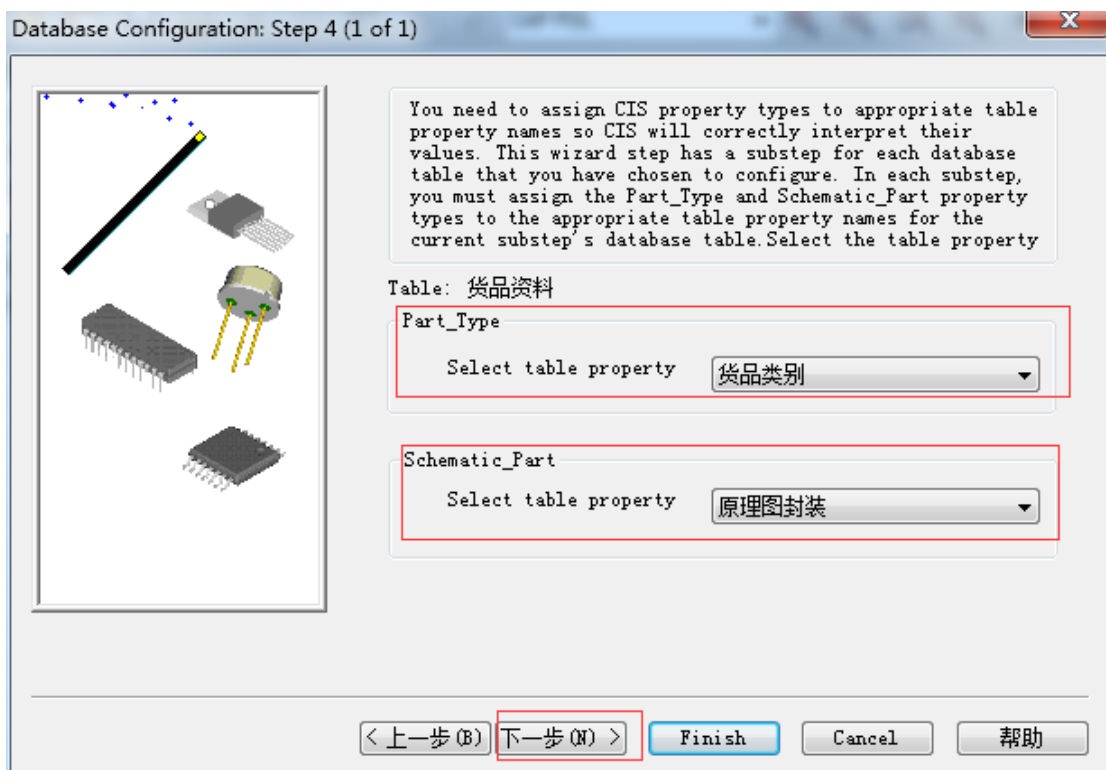 Database Configuration: Step 4 (1 of 1)
You need to assign CIS property types to appropriate table
property names so CIS will correctly interpret their
values. This wizard step has a substep for each database
table that you have chosen to configure. In each substep,
you must assign the Part_Type and Schematic_Part property
types to the appropriate table property names for the
current substep's database table.Select the table property
Table: 货品资料
Part_Type
Select table property 货品类别
Schematic_Part
Select table property 原理图封装
< 上一步(B) 下一步(N) > Finish Cancel 帮助